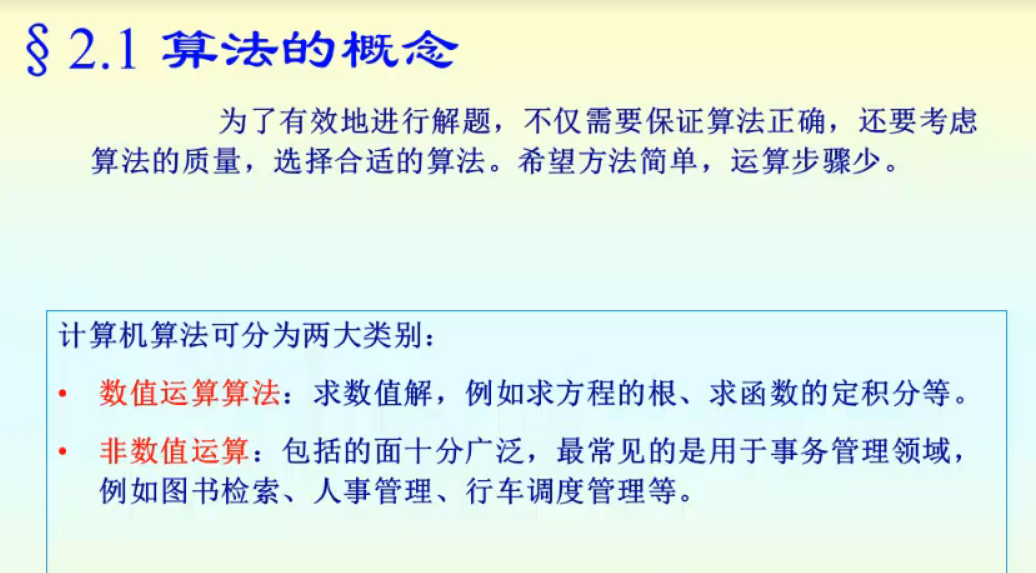 § 2.1 算法的概念
为了有效地进行解题，不仅需要保证算法正确，还要考虑
算法的质量，选择合适的算法。希望方法简单，运算步骤少。
计算机算法可分为两大类别：
• 数值运算算法：求数值解，例如求方程的根、求函数的定积分等。
• 非数值运算：包括的面十分广泛，最常见的是用于事务管理领域，
例如图书检索、人事管理、行车调度管理等。